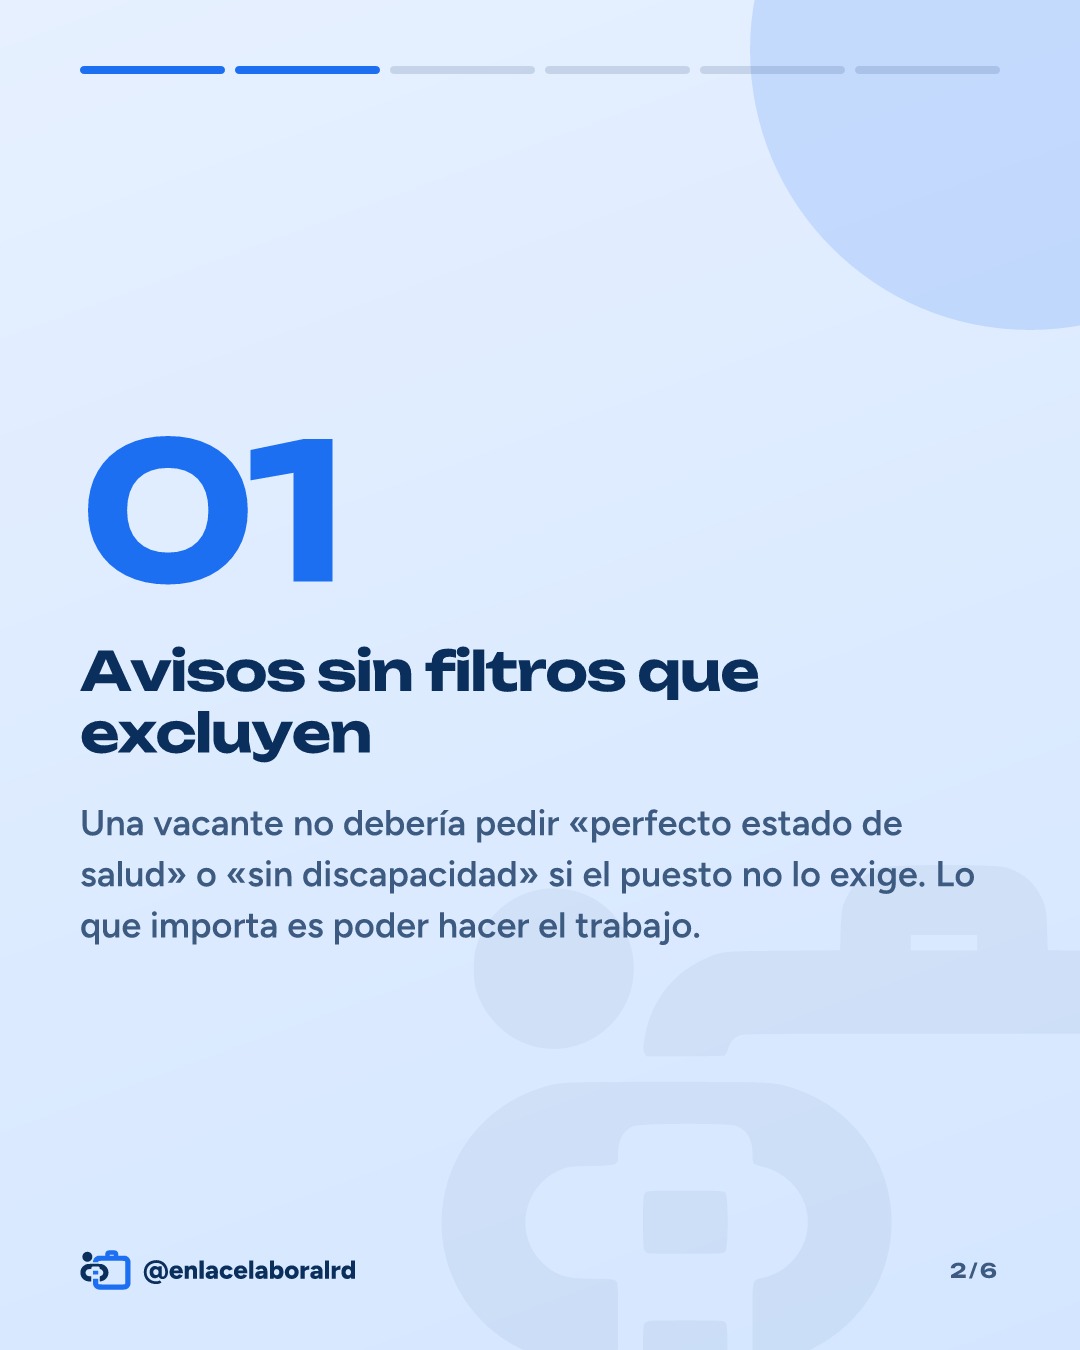 01
Avisos sin filtros que
excluyen
Una vacante no debería pedir «perfecto estado de
salud» o «sin discapacidad» si el puesto no lo exige. Lo
que importa es poder hacer el trabajo.
@enlacelaboralrd
2/6